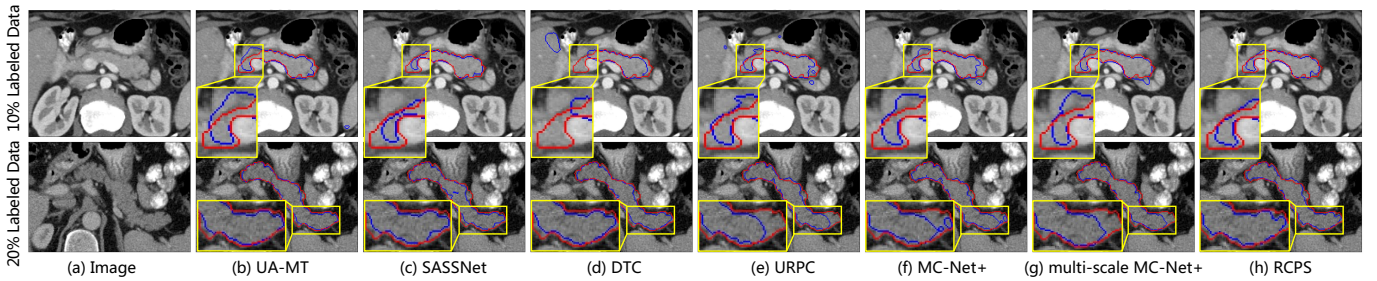 10% Labeled Data
20% Labeled Data
(a) Image
(b) UA-MT
(c) SASSNet
(d) DTC
(e) URPC
(f) MC-Net+
(g) multi-scale MC-Net+
(h) RCPS